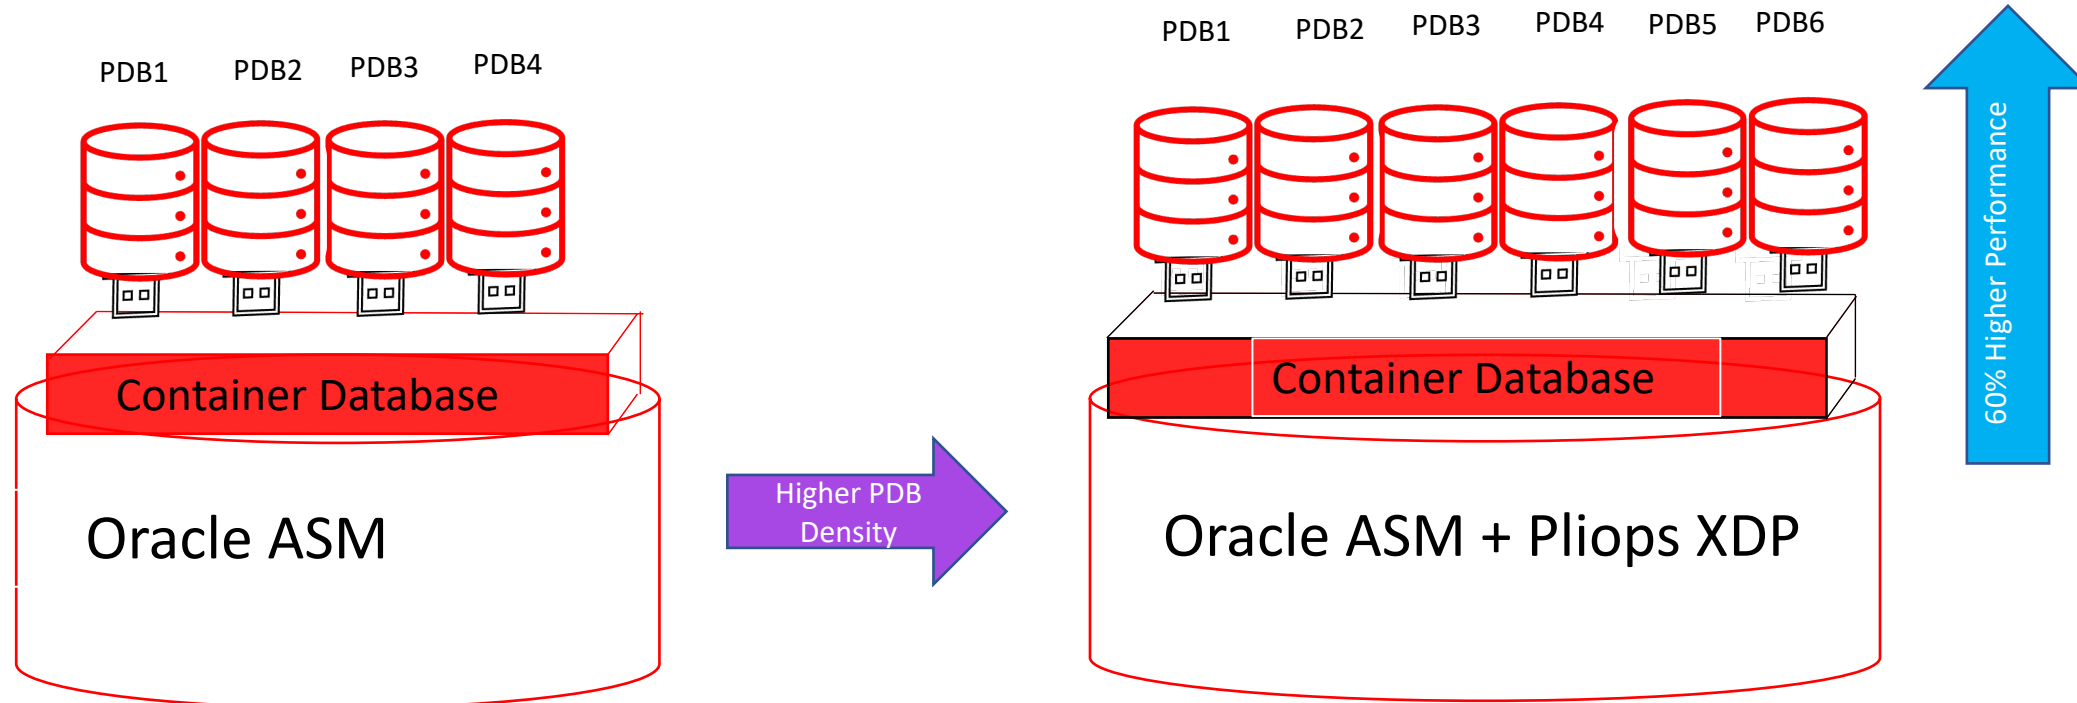 PDB1
PDB2
PDB3
PDB4
Container Database
Oracle ASM
Higher PDB
Density
PDB1
PDB2
PDB3
PDB4
PDB5
PDB6
Container Database
Oracle ASM + Pliops XDP
60% Higher Performance